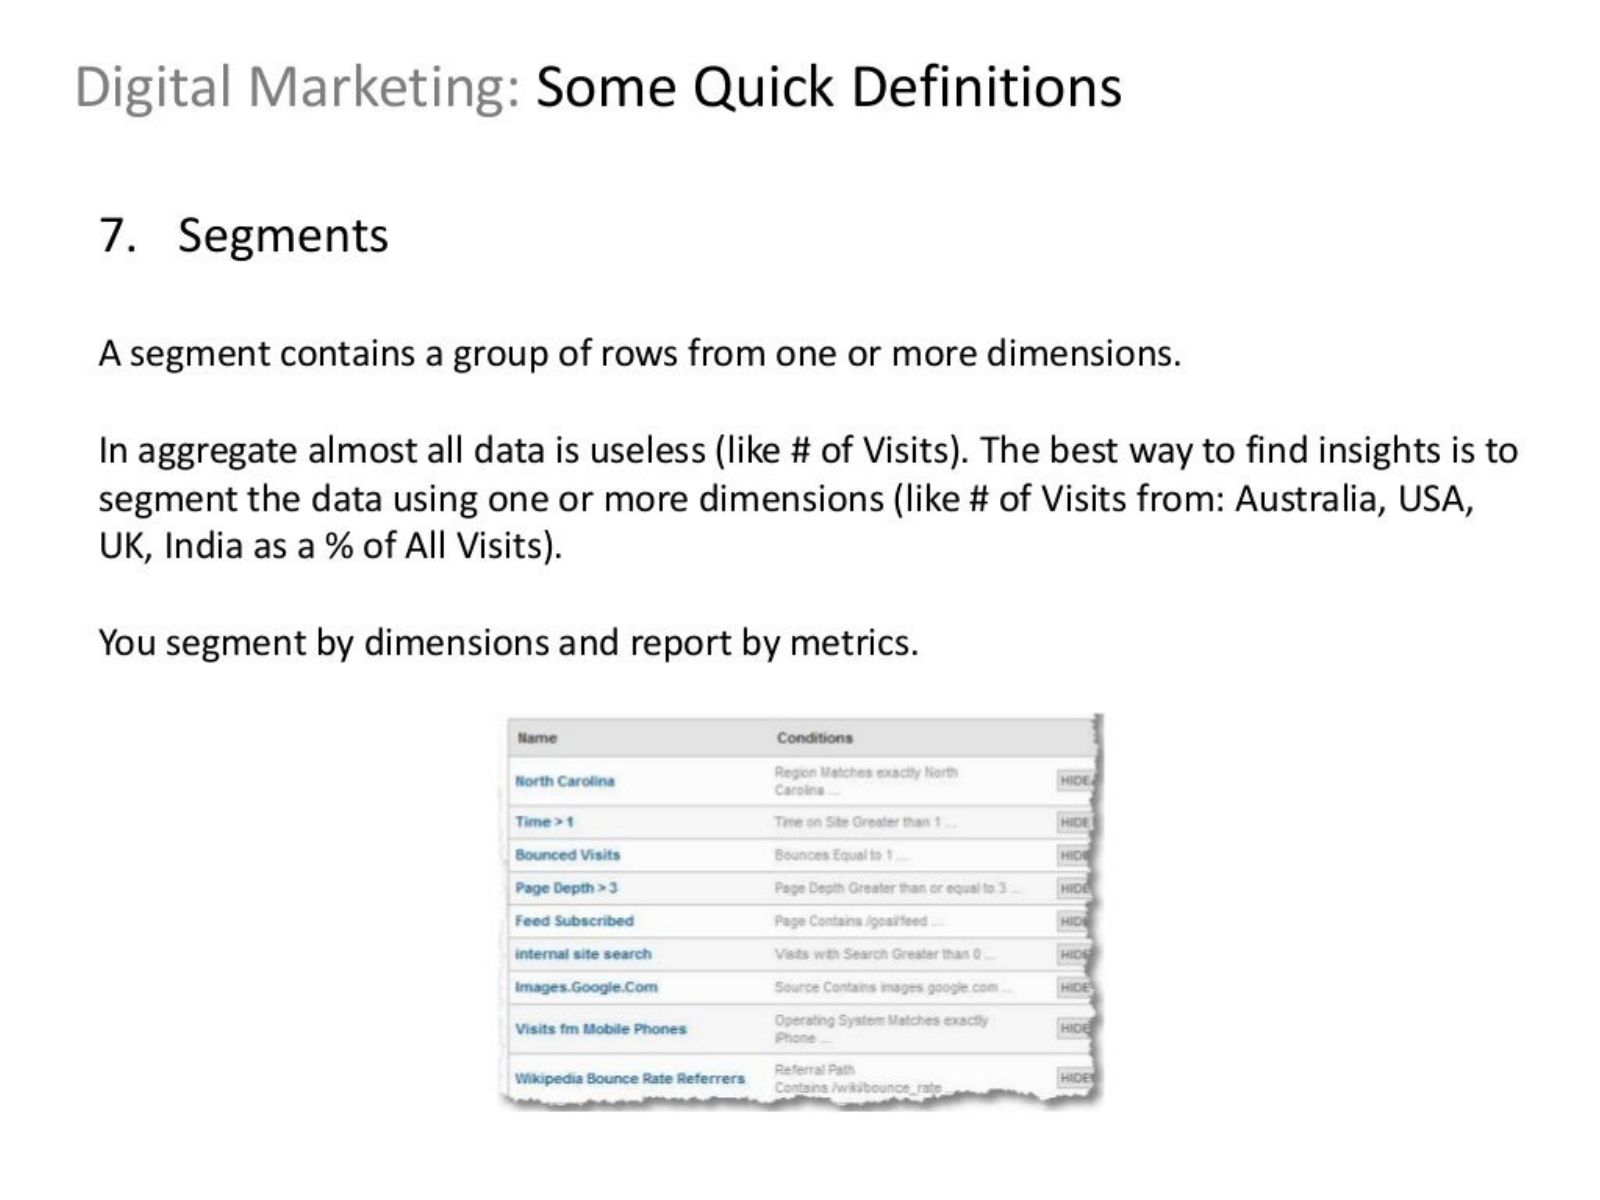 Digital Marketing: Some Quick Definitions
7. Segments
A segment contains a group of rows from one or more dimensions.
In aggregate almost all data is useless (like # of Visits). The best way to find insights is to
segment the data using one or more dimensions (like # of Visits from: Australia, USA,
UK, India as a % of All Visits).
You segment by dimensions and report by metrics.
Name Conditions
North Carolina Region Matches exactly North HIDE
Carolina ...
Time > 1 Time on Site Greater than 1 ... HIDE
Bounced Visits Bounces Equal to 1 ... HIDE
Page Depth > 3 Page Depth Greater than or equal to 3 ... HIDE
Feed Subscribed Page Contains /goal/feed ... HIDE
internal site search Visits with Search Greater than 0 ... HIDE
Images.Google.Com Source Contains images.google.com ... HIDE
Visits fm Mobile Phones Operating System Matches exactly HIDE
iPhone ...
Wikipedia Bounce Rate Referrers Referral Path HIDE
Contains /wiki/bounce_rate